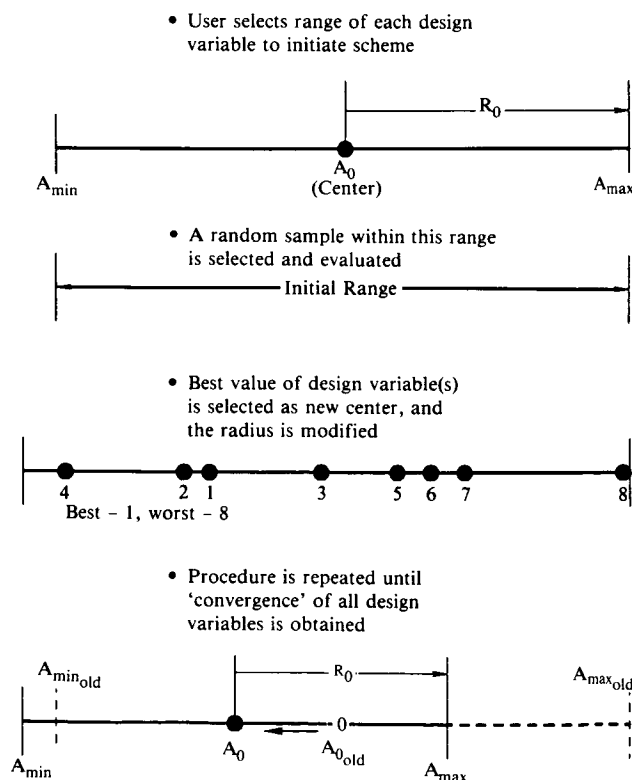 • User selects range of each design
variable to initiate scheme
R0
A0
(Center)
Amin
Amax
• A random sample within this range
is selected and evaluated
Initial Range
• Best value of design variable(s)
is selected as new center, and
the radius is modified
4 2 1 3 5 6 7 8
Best – 1, worst – 8
• Procedure is repeated until
‘convergence’ of all design
variables is obtained
Aminold
R0
Amaxold
0
A0
A0old
Amin
Amax